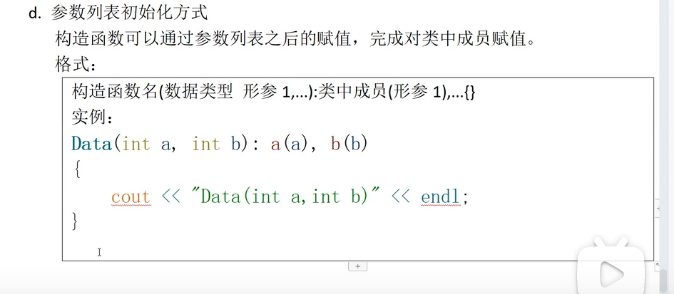 d. 参数列表初始化方式
构造函数可以通过参数列表之后的赋值，完成对类中成员赋值。
格式：
构造函数名(数据类型 形参1,...):类中成员(形参1),...{}
实例：
Data(int a, int b): a(a), b(b)
{
cout << "Data(int a,int b)" << endl;
}